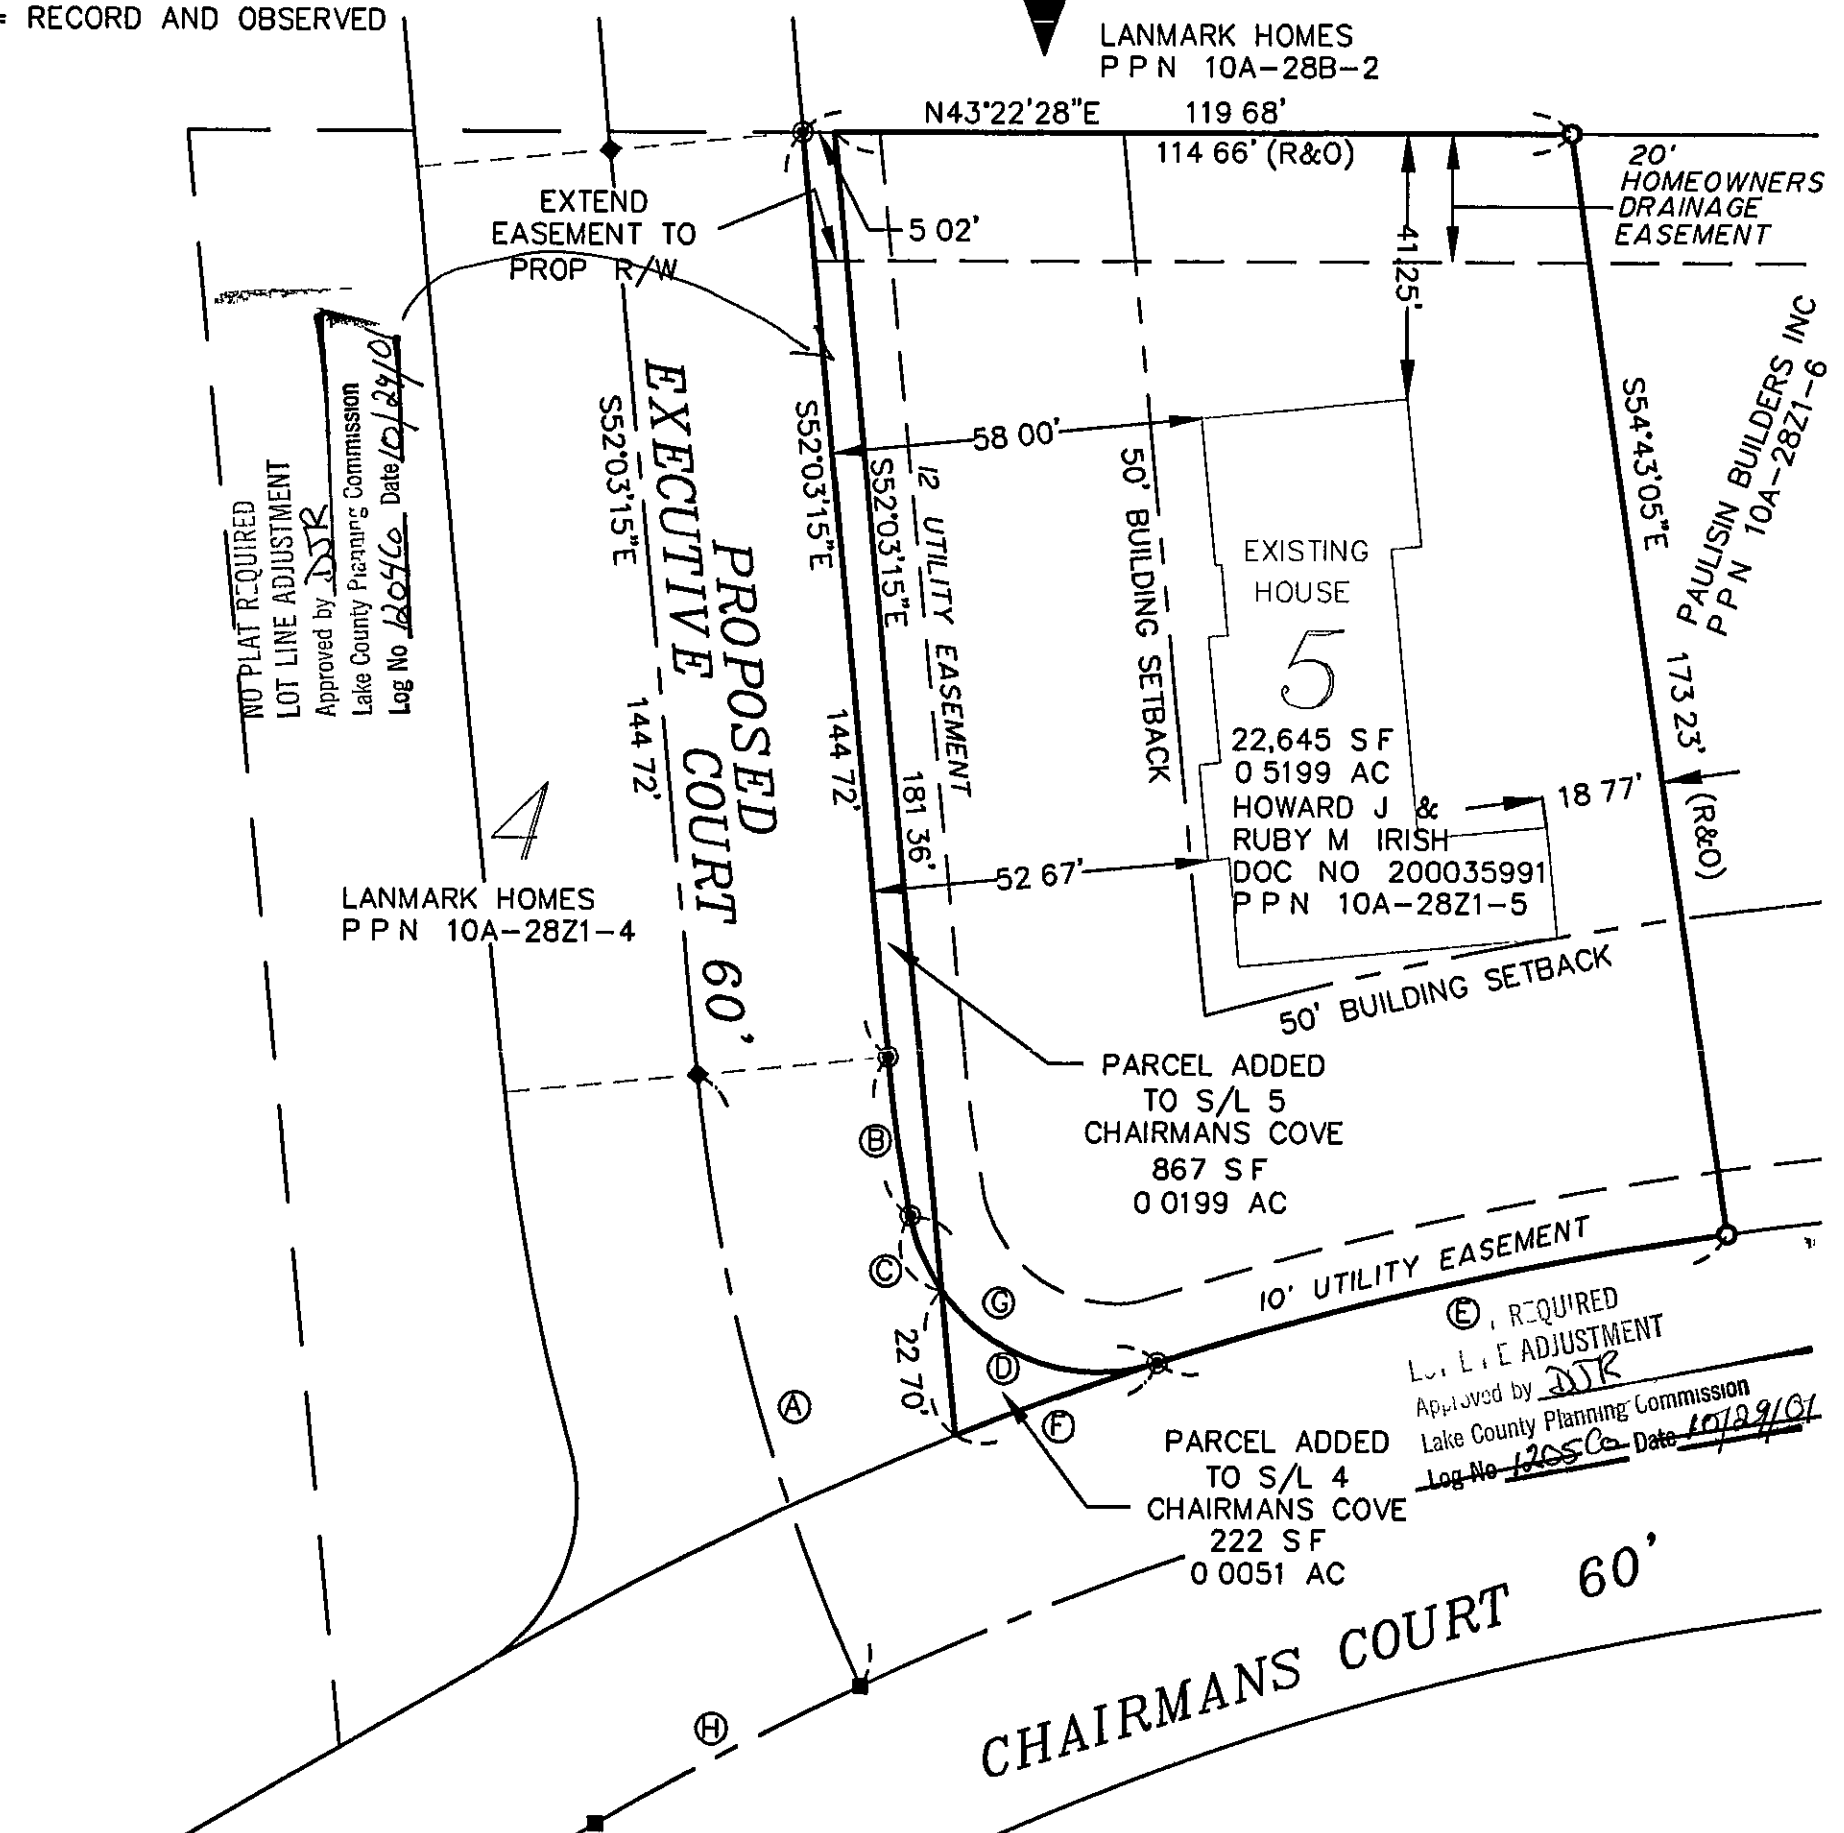 = RECORD AND OBSERVED
LANMARK HOMES
P P N 10A-28B-2
N43°22'28"E 119 68'
114 66' (R&O)
20'
HOMEOWNERS
DRAINAGE
EASEMENT
EXTEND
EASEMENT TO
PROP R/W
5 02'
41 25'
NO PLAT REQUIRED
LOT LINE ADJUSTMENT
Approved by DJR
Lake County Planning Commission
Log No 1204Co Date 10/29/01
S52°03'15"E
144 72'
PROPOSED
EXECUTIVE COURT 60'
S52°03'15"E
144 72'
S52°03'15"E
181 36'
12 UTILITY EASEMENT
58 00'
50' BUILDING SETBACK
EXISTING
HOUSE
5
22,645 S F
0 5199 AC
HOWARD J &
RUBY M IRISH
DOC NO 200035991
P P N 10A-28Z1-5
18 77'
52 67'
S54°43'05"E
173 23' (R&O)
PAULISIN BUILDERS INC
P P N 10A-28Z1-6
4
LANMARK HOMES
P P N 10A-28Z1-4
50' BUILDING SETBACK
PARCEL ADDED
TO S/L 5
CHAIRMANS COVE
867 S F
0 0199 AC
B
C
G
D
22 70'
A
F
10' UTILITY EASEMENT
E
REQUIRED
ADJUSTMENT
Approved by DJR
Lake County Planning Commission
Log No 1205Co Date 10/29/01
PARCEL ADDED
TO S/L 4
CHAIRMANS COVE
222 S F
0 0051 AC
H
CHAIRMANS COURT 60'